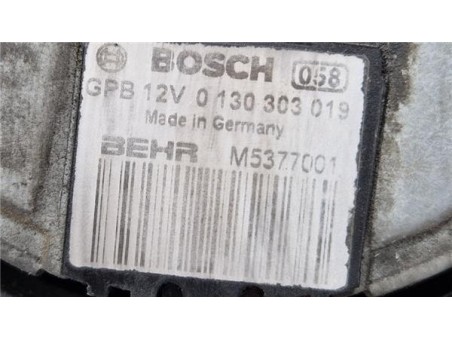 BOSCH 058
GPB 12V 0 130 303 019
Made in Germany
BEHR M5377001